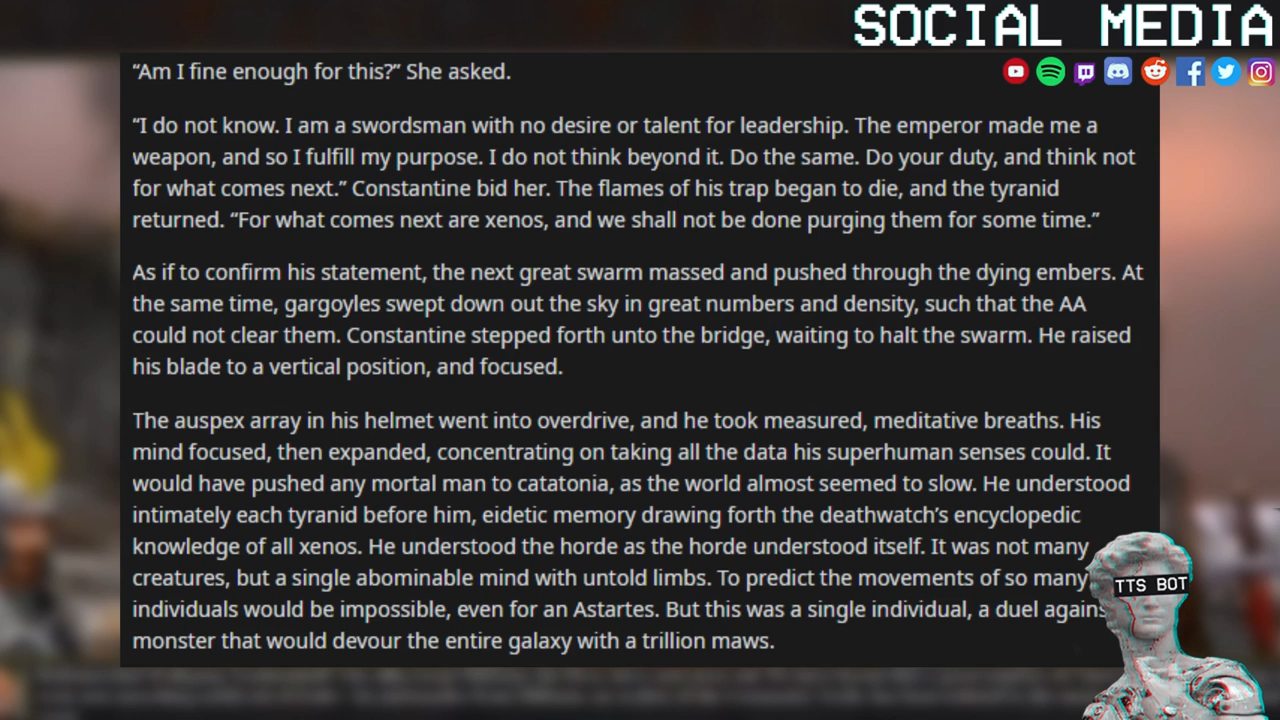 SOCIAL MEDIA
“Am I fine enough for this?” She asked.
“I do not know. I am a swordsman with no desire or talent for leadership. The emperor made me a
weapon, and so I fulfill my purpose. I do not think beyond it. Do the same. Do your duty, and think not
for what comes next.” Constantine bid her. The flames of his trap began to die, and the tyranid
returned. “For what comes next are xenos, and we shall not be done purging them for some time.”
As if to confirm his statement, the next great swarm massed and pushed through the dying embers. At
the same time, gargoyles swept down out the sky in great numbers and density, such that the AA
could not clear them. Constantine stepped forth unto the bridge, waiting to halt the swarm. He raised
his blade to a vertical position, and focused.
The auspex array in his helmet went into overdrive, and he took measured, meditative breaths. His
mind focused, then expanded, concentrating on taking all the data his superhuman senses could. It
would have pushed any mortal man to catatonia, as the world almost seemed to slow. He understood
intimately each tyranid before him, eidetic memory drawing forth the deathwatch’s encyclopedic
knowledge of all xenos. He understood the horde as the horde understood itself. It was not many
creatures, but a single abominable mind with untold limbs. To predict the movements of so many
individuals would be impossible, even for an Astartes. But this was a single individual, a duel agains
monster that would devour the entire galaxy with a trillion maws.
TTS BOT